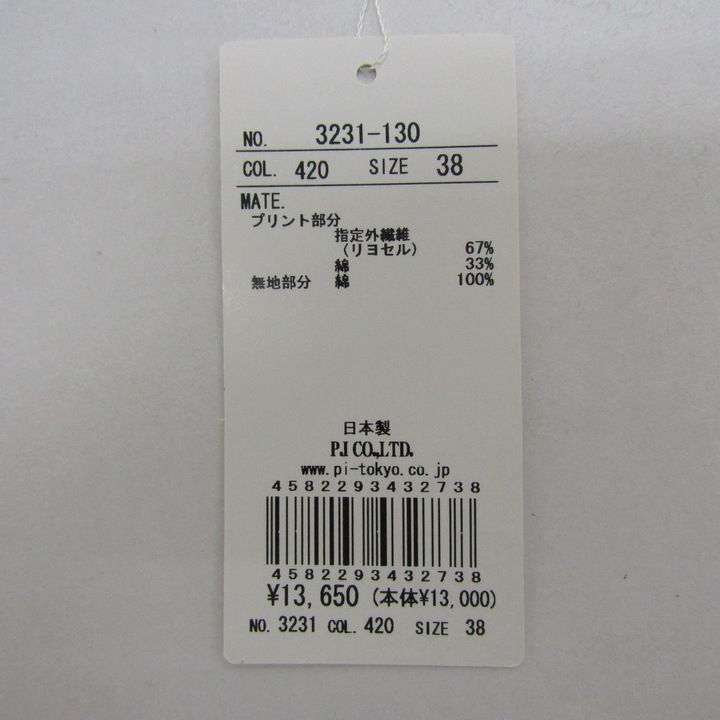 NO. 3231-130
COL. 420 SIZE 38
MATE.
プリント部分
指定外繊維
(リヨセル) 67%
綿 33%
無地部分 綿 100%
日本製
P.I CO.,LTD.
www.pi-tokyo.co.jp
4582293432738
4582293432738
¥13,650 (本体¥13,000)
NO. 3231 COL. 420 SIZE 38